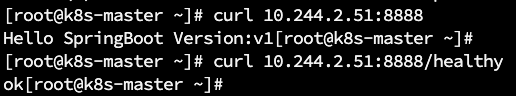 [root@k8s-master ~]# curl 10.244.2.51:8888
Hello SpringBoot Version:v1[root@k8s-master ~]#
[root@k8s-master ~]# curl 10.244.2.51:8888/healthy
ok[root@k8s-master ~]#